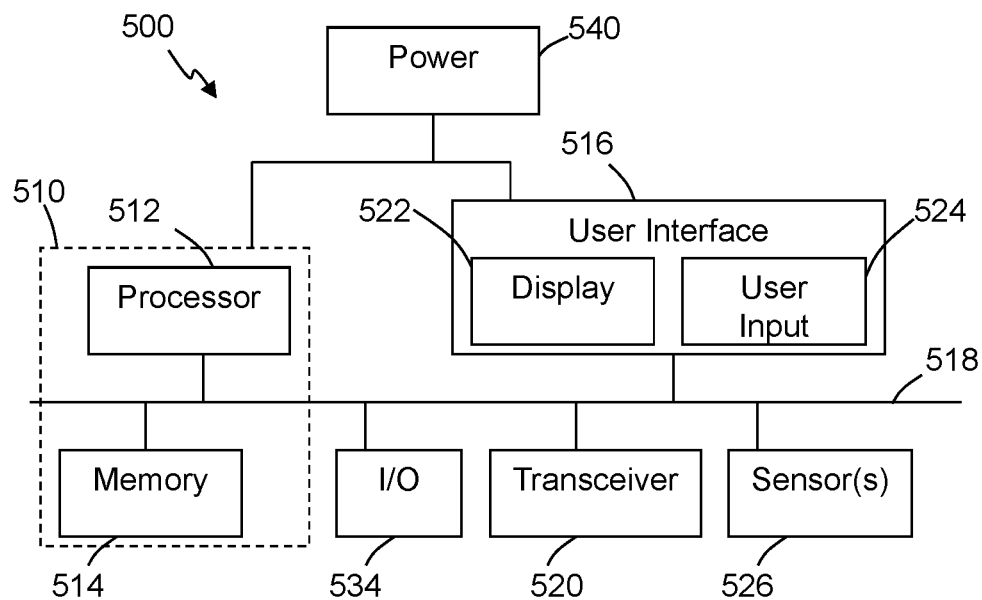 500
Power
540
510
512
516
522
User Interface
524
Processor
Display
User
Input
518
Memory
I/O
Transceiver
Sensor(s)
514
534
520
526